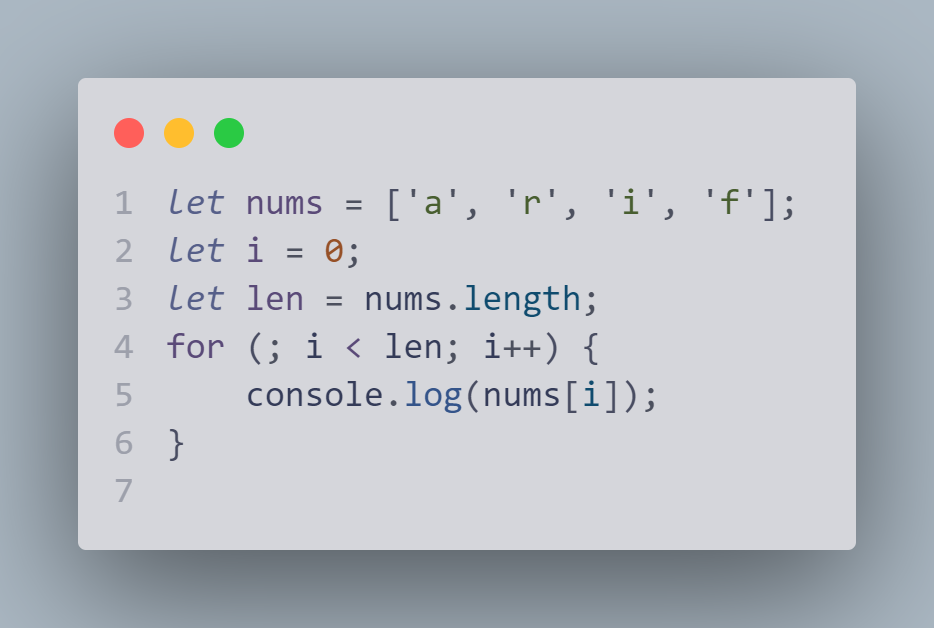 1 let nums = ['a', 'r', 'i', 'f'];
2 let i = 0;
3 let len = nums.length;
4 for (; i < len; i++) {
5     console.log(nums[i]);
6 }
7